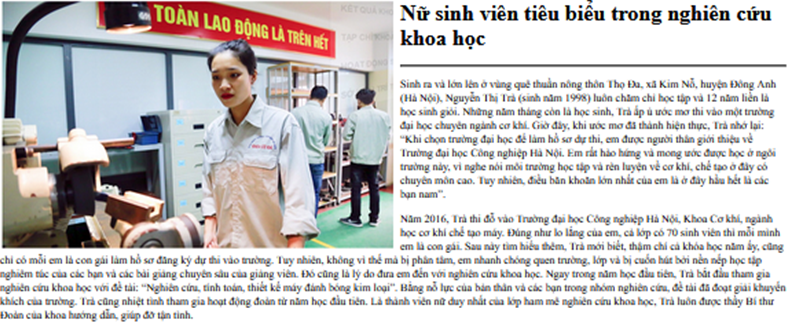 TOÀN LAO ĐỘNG LÀ TRÊN HẾT
Nữ sinh viên tiêu biểu trong nghiên cứu
khoa học
Sinh ra và lớn lên ở vùng quê thuần nông thôn Thọ Đa, xã Kim Nỗ, huyện Đông Anh
(Hà Nội), Nguyễn Thị Trà (sinh năm 1998) luôn chăm chỉ học tập và 12 năm liền là
học sinh giỏi. Những năm tháng còn là học sinh, Trà ấp ủ ước mơ thi vào một trường
đại học chuyên ngành cơ khí. Giờ đây, khi ước mơ đã thành hiện thực, Trà nhớ lại:
“Khi chọn trường đại học để làm hồ sơ dự thi, em được người thân giới thiệu về
Trường đại học Công nghiệp Hà Nội. Em rất háo hứng và mong ước được học ở ngôi
trường này, vì nghe nói môi trường học tập và rèn luyện về cơ khí, chế tạo ở đây có
chuyên môn cao. Tuy nhiên, điều băn khoăn lớn nhất của em là ở đây hầu hết là các
bạn nam”.
Năm 2016, Trà thi đỗ vào Trường đại học Công nghiệp Hà Nội, Khoa Cơ khí, ngành
học cơ khí chế tạo máy. Đúng như lo lắng của em, cả lớp có 70 sinh viên thì mỗi mình
em là con gái. Sau này tìm hiểu thêm, Trà mới biết, thậm chí cả khóa học năm ấy, cũng
chỉ có mỗi em là con gái làm hồ sơ đăng ký dự thi vào trường. Tuy nhiên, không vì thế mà bị phân tâm, em nhanh chóng quen trường, lớp và bị cuốn hút bởi nền nếp học tập
nghiêm túc của các bạn và các bài giảng chuyên sâu của giảng viên. Đó cũng là lý do đưa em đến với nghiên cứu khoa học. Ngay trong năm học đầu tiên, Trà bắt đầu tham gia
nghiên cứu khoa học với đề tài: “Nghiên cứu, tính toán, thiết kế máy đánh bóng kim loại”. Bằng nỗ lực của bản thân và các bạn trong nhóm nghiên cứu, đề tài đã đoạt giải khuyến
khích của trường. Trà cũng nhiệt tình tham gia hoạt động đoàn từ năm học đầu tiên. Là thành viên nữ duy nhất của lớp ham mê nghiên cứu khoa học, Trà luôn được thầy Bí thư
Đoàn của khoa hướng dẫn, giúp đỡ tận tình.